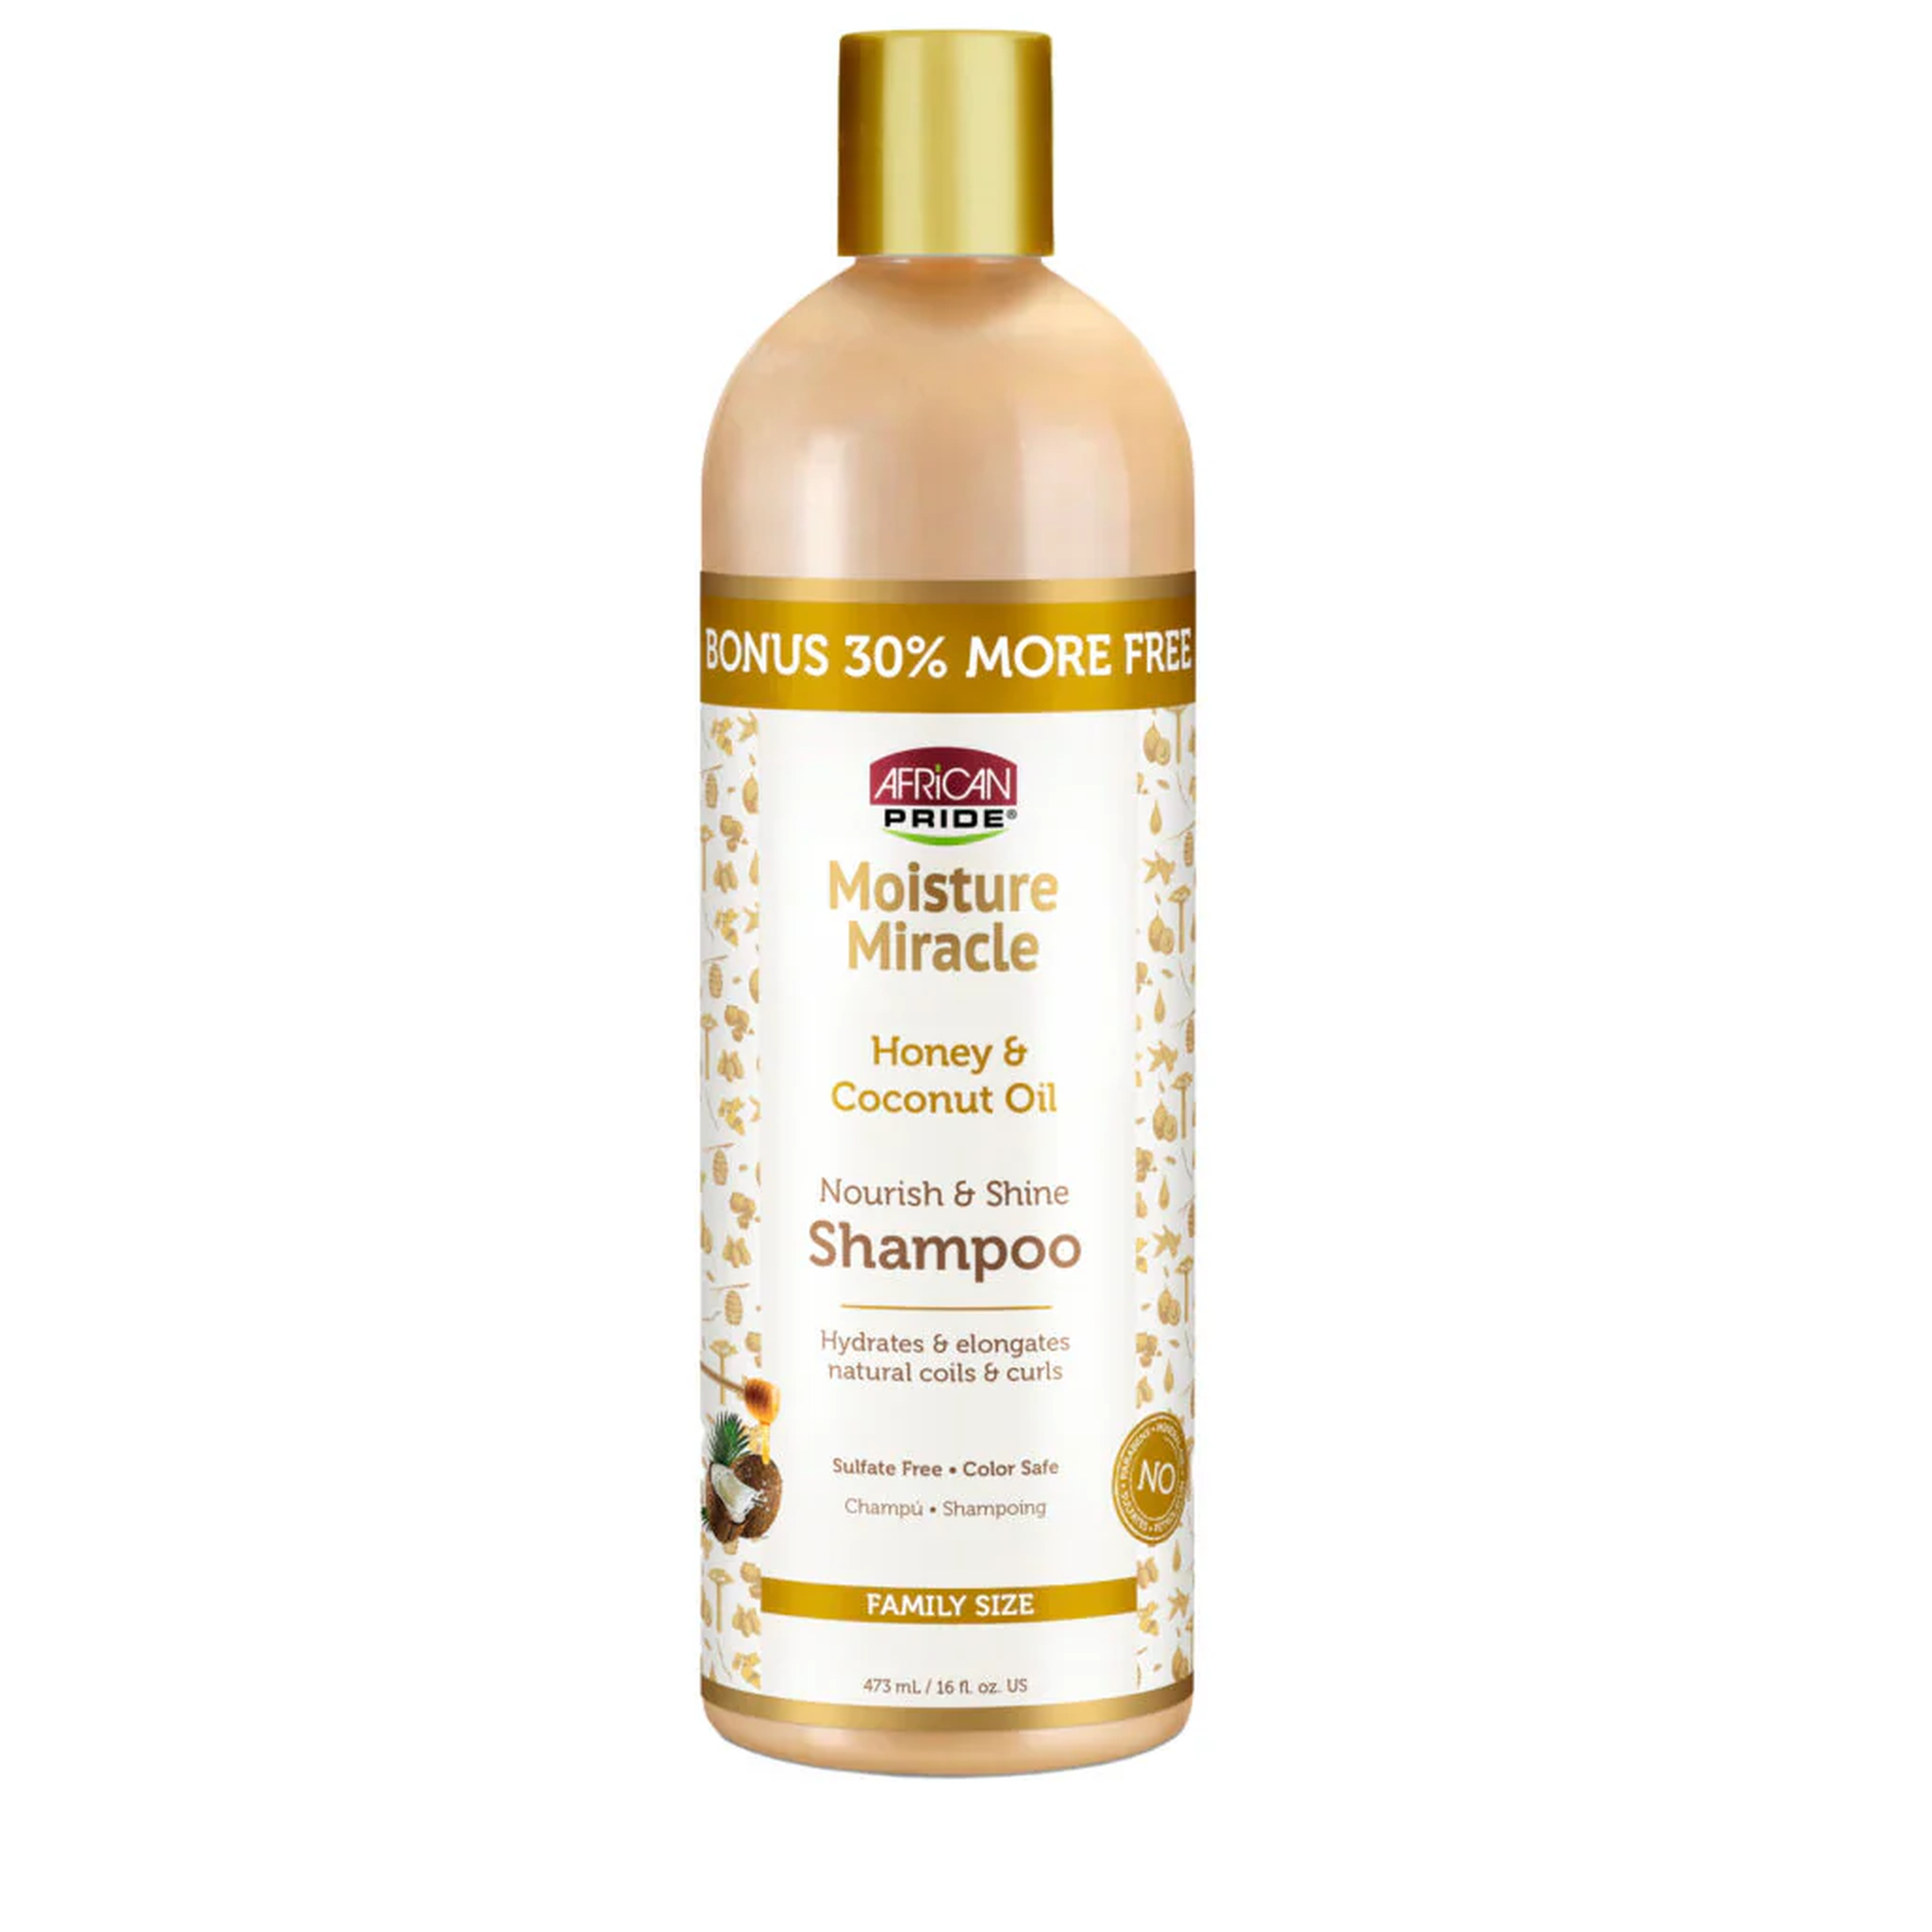 BONUS 30% MORE FREE
AFRiCAN
PRIDE®
Moisture
Miracle
Honey &
Coconut Oil
Nourish & Shine
Shampoo
Hydrates & elongates
natural coils & curls
Sulfate Free • Color Safe
Champú • Shampoing
NO
FAMILY SIZE
473 mL / 16 fl. oz. US